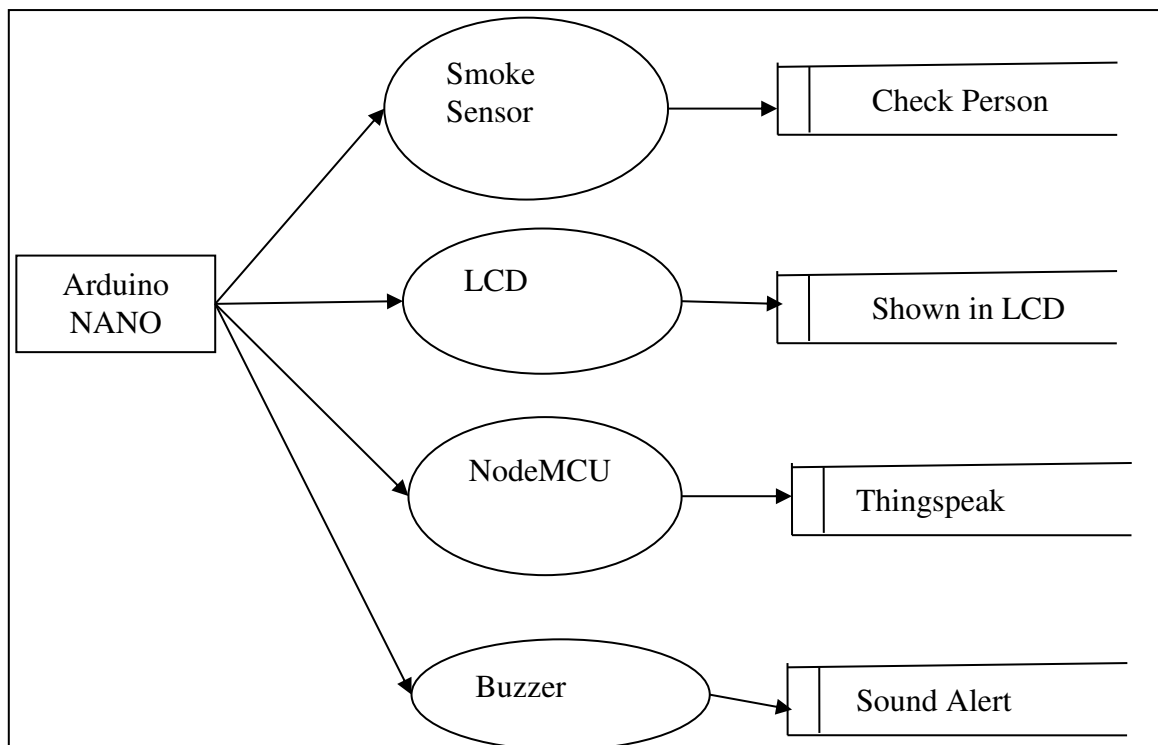 Smoke
Sensor
Check Person
Arduino
NANO
LCD
Shown in LCD
NodeMCU
Thingspeak
Buzzer
Sound Alert